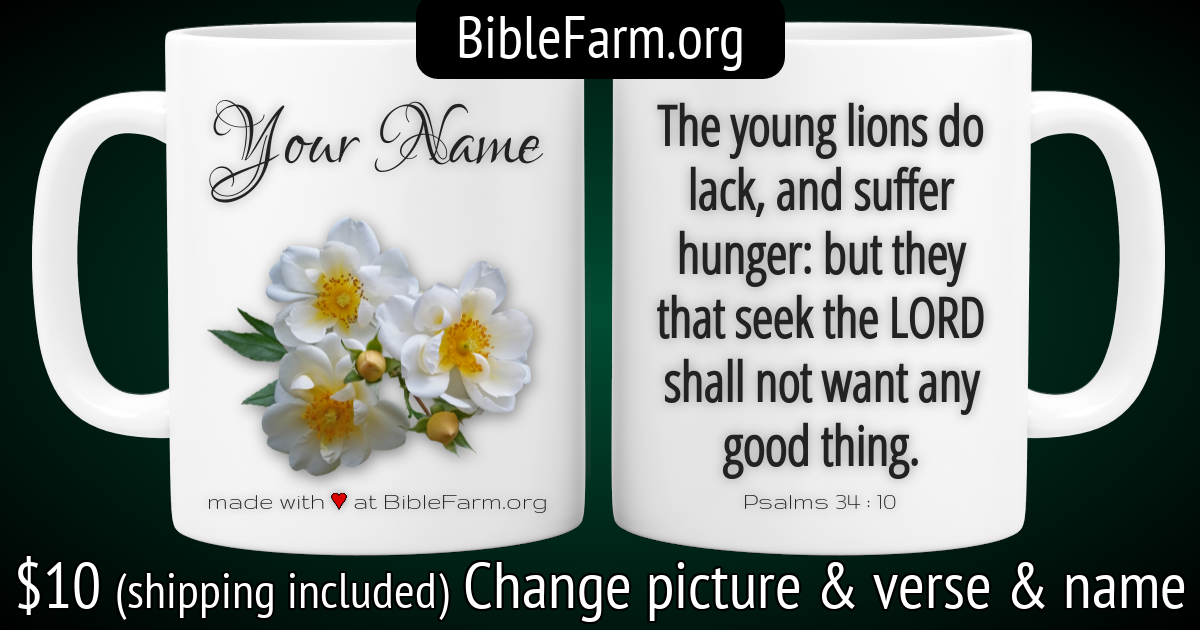 BibleFarm.org
Your Name
made with ♥ at BibleFarm.org
The young lions do
lack, and suffer
hunger: but they
that seek the LORD
shall not want any
good thing.
Psalms 34 : 10
$10 (shipping included) Change picture & verse & name